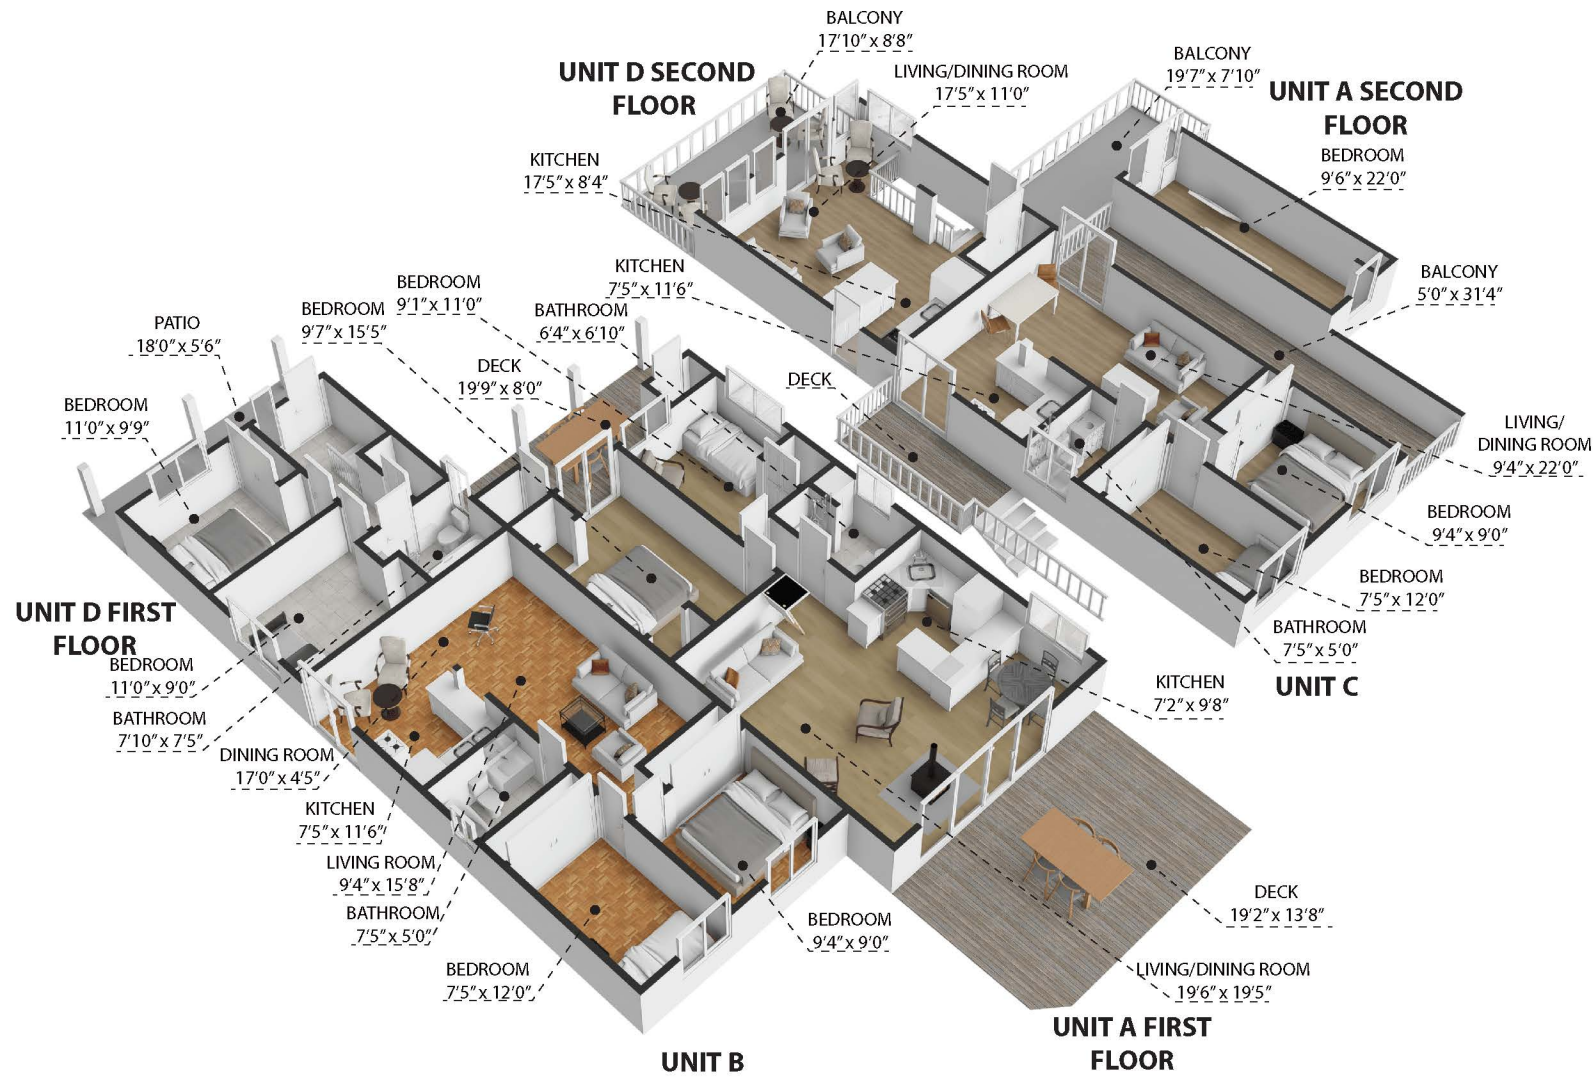 BALCONY
17'10" x 8'8"
UNIT D SECOND
FLOOR
LIVING/DINING ROOM
17'5" x 11'0"
BALCONY
19'7" x 7'10"
UNIT A SECOND
FLOOR
KITCHEN
17'5" x 8'4"
BEDROOM
9'6" x 22'0"
KITCHEN
7'5" x 11'6"
BEDROOM
9'1" x 11'0"
BATHROOM
6'4" x 6'10"
BALCONY
5'0" x 31'4"
BEDROOM
9'7" x 15'5"
PATIO
18'0" x 5'6"
DECK
19'9" x 8'0"
DECK
BEDROOM
11'0" x 9'9"
LIVING/
DINING ROOM
9'4" x 22'0"
BEDROOM
9'4" x 9'0"
BEDROOM
7'5" x 12'0"
BATHROOM
7'5" x 5'0"
UNIT C
UNIT D FIRST
FLOOR
BEDROOM
11'0" x 9'0"
BATHROOM
7'10" x 7'5"
KITCHEN
7'2" x 9'8"
DINING ROOM
17'0" x 4'5"
KITCHEN
7'5" x 11'6"
LIVING ROOM
9'4" x 15'8"
BATHROOM
7'5" x 5'0"
BEDROOM
7'5" x 12'0"
BEDROOM
9'4" x 9'0"
DECK
19'2" x 13'8"
LIVING/DINING ROOM
19'6" x 19'5"
UNIT A FIRST
FLOOR
UNIT B